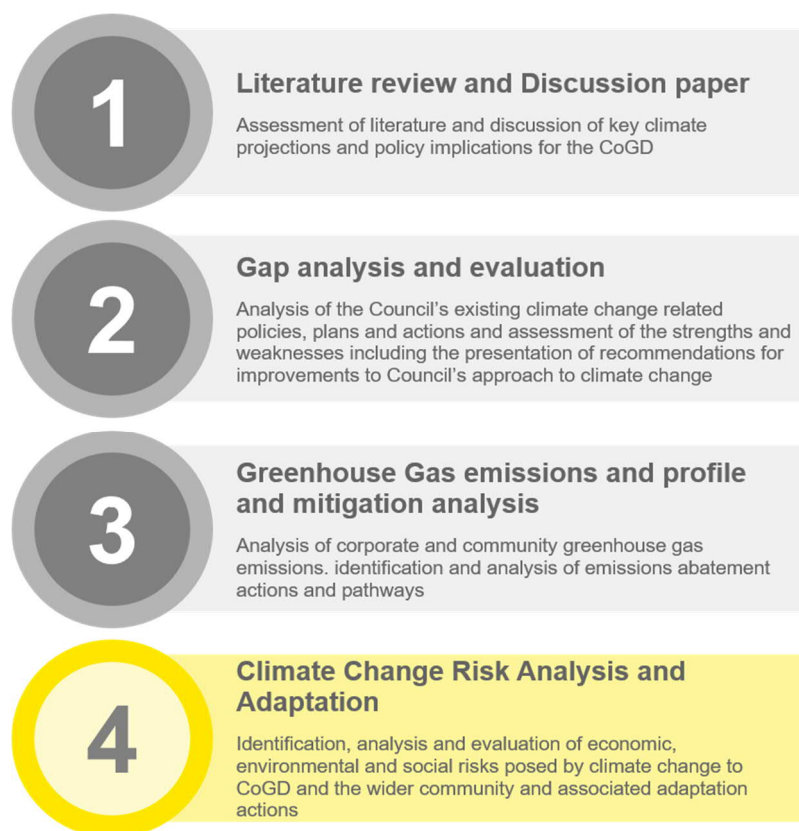 1
Literature review and Discussion paper
Assessment of literature and discussion of key climate
projections and policy implications for the CoGD
2
Gap analysis and evaluation
Analysis of the Council’s existing climate change related
policies, plans and actions and assessment of the strengths and
weaknesses including the presentation of recommendations for
improvements to Council’s approach to climate change
3
Greenhouse Gas emissions and profile
and mitigation analysis
Analysis of corporate and community greenhouse gas
emissions. identification and analysis of emissions abatement
actions and pathways
4
Climate Change Risk Analysis and
Adaptation
Identification, analysis and evaluation of economic,
environmental and social risks posed by climate change to
CoGD and the wider community and associated adaptation
actions